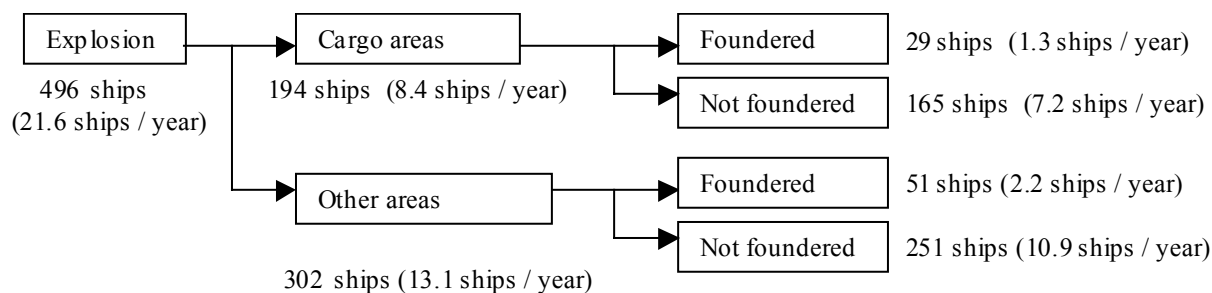 Explosion
496 ships
(21.6 ships / year)
Cargo areas
194 ships (8.4 ships / year)
Foundered
29 ships (1.3 ships / year)
Not foundered
165 ships (7.2 ships / year)
Other areas
302 ships (13.1 ships / year)
Foundered
51 ships (2.2 ships / year)
Not foundered
251 ships (10.9 ships / year)